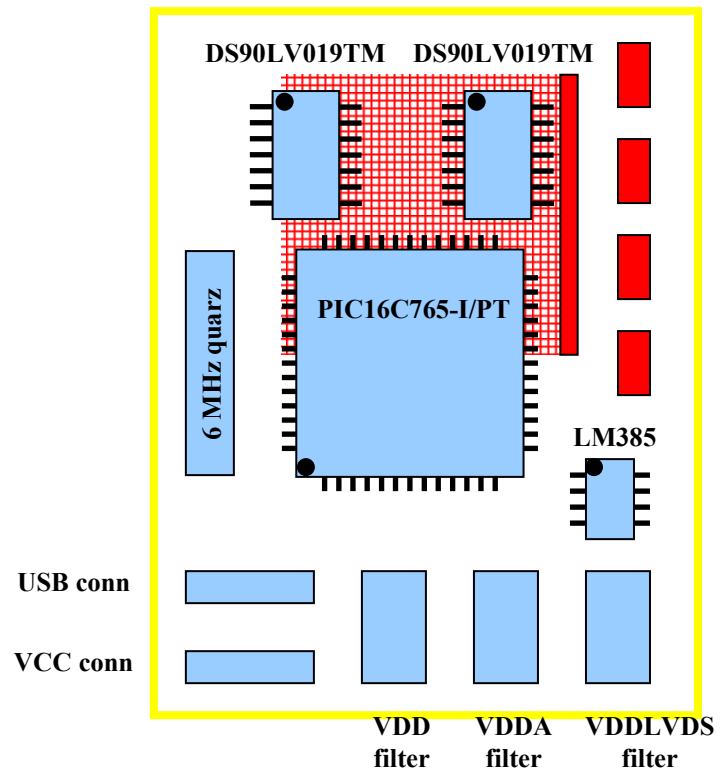 DS90LV019TM DS90LV019TM
PIC16C765-I/PT
6 MHz quarz
LM385
USB conn
VCC conn
VDD
filter
VDDA
filter
VDDLVDS
filter